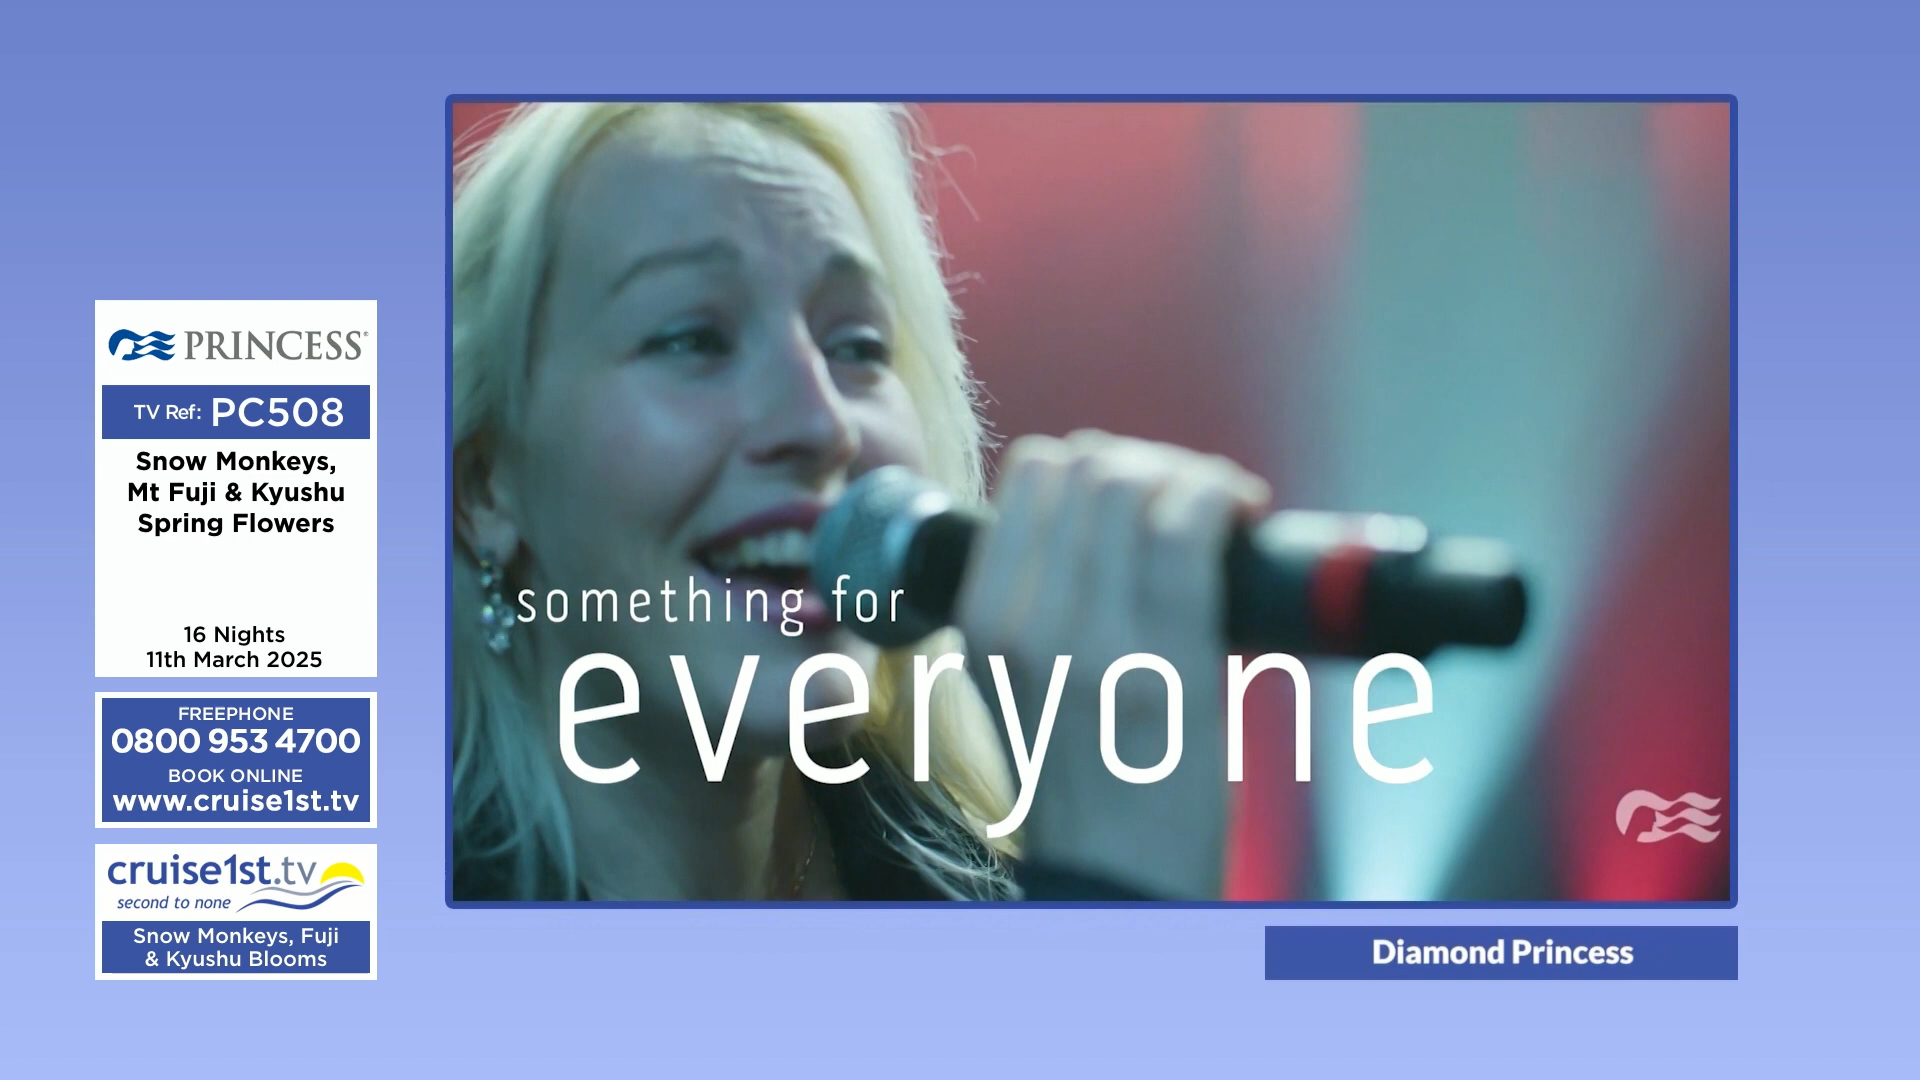 PRINCESS®
TV Ref: PC508
Snow Monkeys,
Mt Fuji & Kyushu
Spring Flowers
16 Nights
11th March 2025
FREEPHONE
0800 953 4700
BOOK ONLINE
www.cruise1st.tv
cruise1st.tv
second to none
Snow Monkeys, Fuji
& Kyushu Blooms
something for
everyone
Diamond Princess